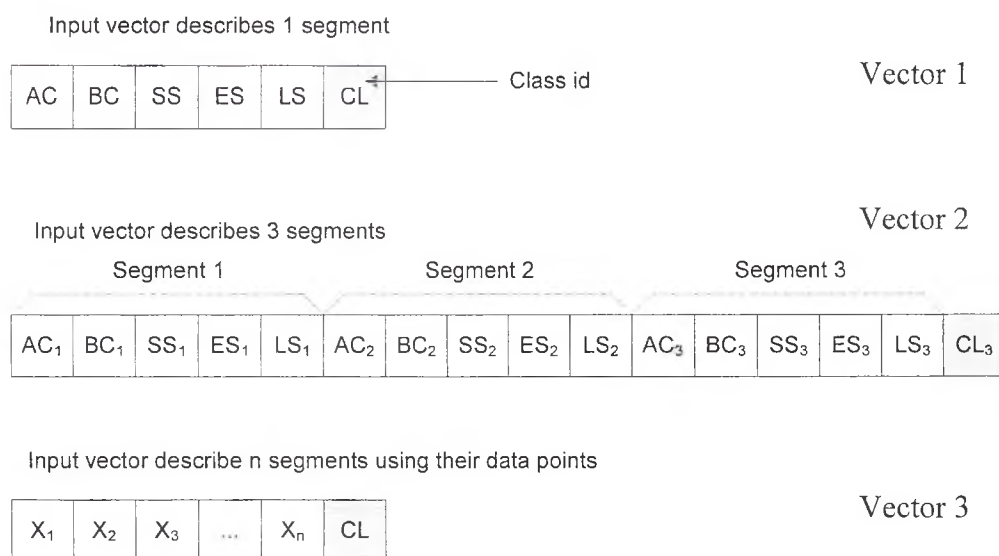 Input vector describes 1 segment
AC BC SS ES LS CL
Class id
Vector 1
Vector 2
Input vector describes 3 segments
Segment 1 Segment 2 Segment 3
AC₁ BC₁ SS₁ ES₁ LS₁ AC₂ BC₂ SS₂ ES₂ LS₂ AC₃ BC₃ SS₃ ES₃ LS₃ CL₃
Input vector describe n segments using their data points
X₁ X₂ X₃ ... Xₙ CL
Vector 3